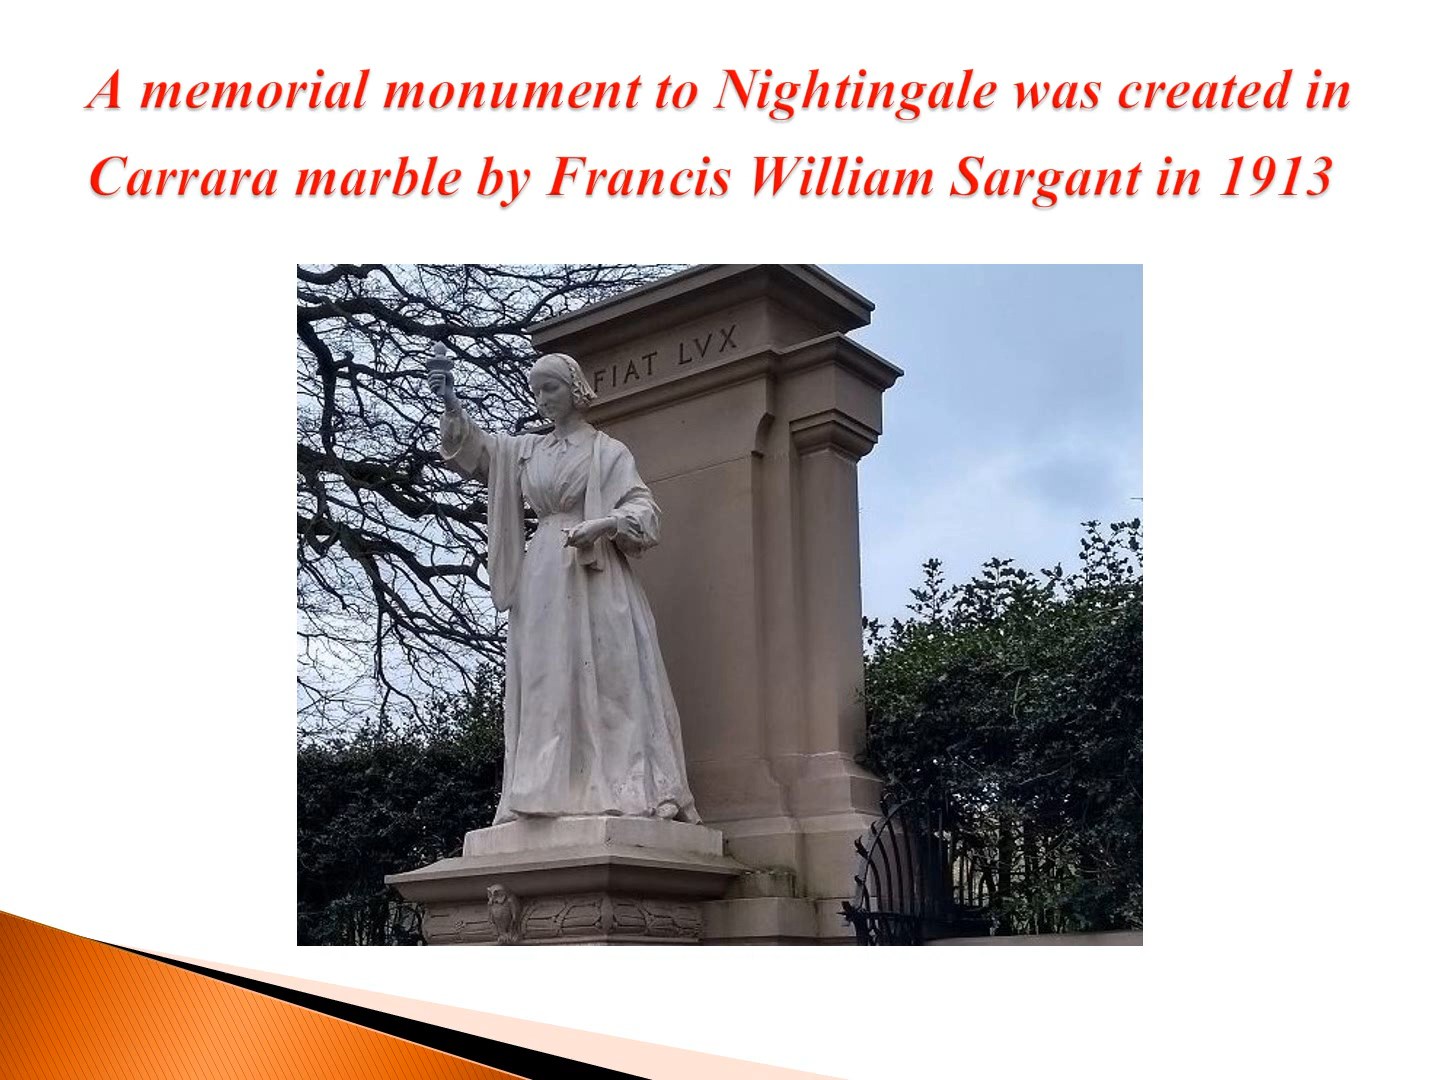 A memorial monument to Nightingale was created in
Carrara marble by Francis William Sargant in 1913
FIAT LVX